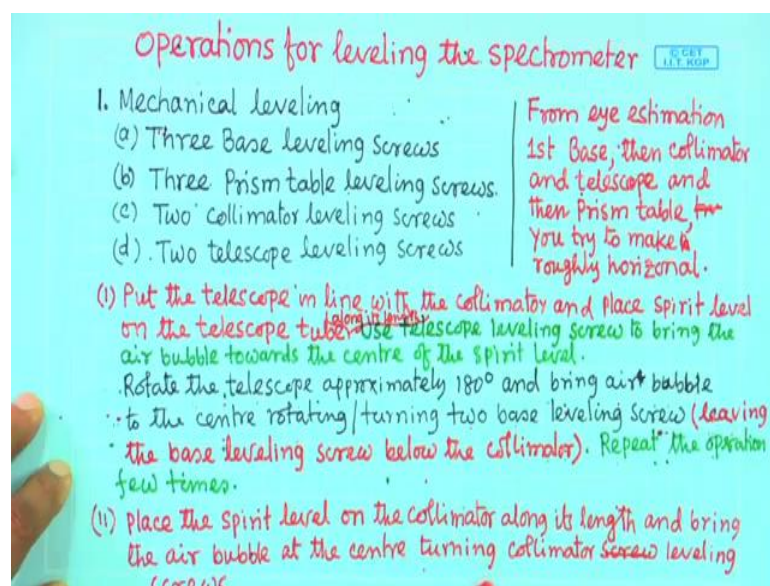 Operations for leveling the spectrometer
© CET
I.I.T. KGP
1. Mechanical leveling
(a) Three Base leveling screws
(b) Three Prism table leveling screws.
(c) Two collimator leveling screws
(d). Two telescope leveling screws
From eye estimation
1st Base, then collimator
and telescope and
then Prism table,
you try to make
roughly horizonal.
(1) Put the telescope in line with the collimator and place spirit level
(along its length)
on the telescope tube. Use telescope leveling screw to bring the
air bubble towards the centre of the spirit level.
Rotate the telescope approximately 180° and bring air bubble
to the centre rotating/turning two base leveling screw (leaving
the base leveling screw below the collimator). Repeat the operation
few times.
(11) Place the spirit level on the collimator along its length and bring
the air bubble at the centre turning collimator screw leveling
screws